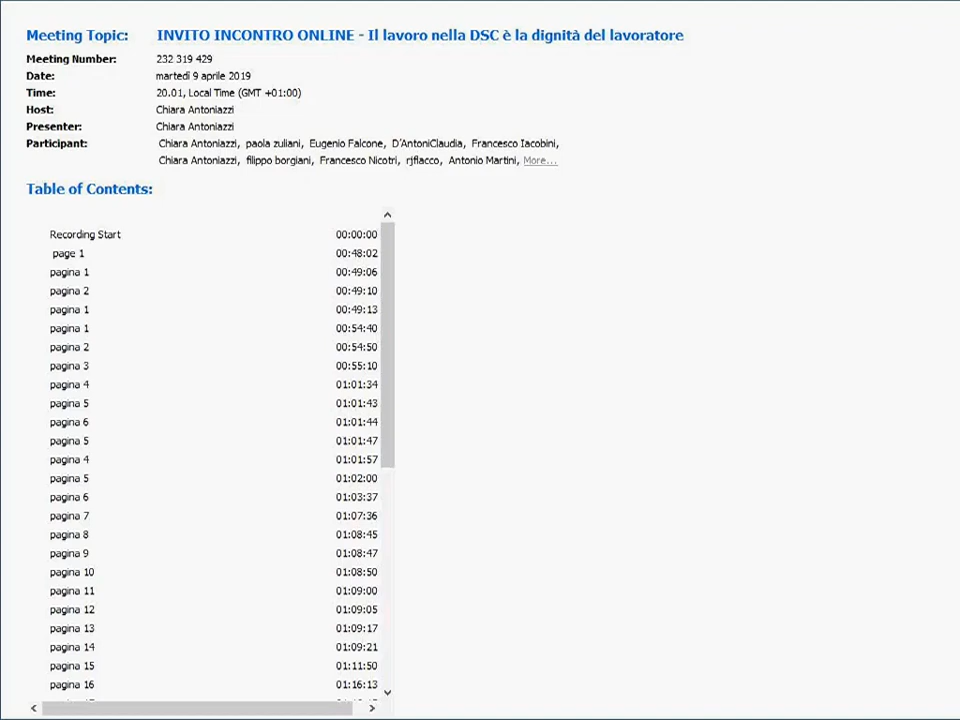 Meeting Topic: INVITO INCONTRO ONLINE - Il lavoro nella DSC è la dignità del lavoratore
Meeting Number: 232 319 429
Date: martedì 9 aprile 2019
Time: 20.01, Local Time (GMT +01:00)
Host: Chiara Antoniazzi
Presenter: Chiara Antoniazzi
Participant: Chiara Antoniazzi, paola zuliani, Eugenio Falcone, D'AntoniClaudia, Francesco Iacobini,
Chiara Antoniazzi, filippo borgiani, Francesco Nicotri, rjflacco, Antonio Martini, More...
Table of Contents:
Recording Start 00:00:00
page 1 00:48:02
pagina 1 00:49:06
pagina 2 00:49:10
pagina 1 00:49:13
pagina 1 00:54:40
pagina 2 00:54:50
pagina 3 00:55:10
pagina 4 01:01:34
pagina 5 01:01:43
pagina 6 01:01:44
pagina 5 01:01:47
pagina 4 01:01:57
pagina 5 01:02:00
pagina 6 01:03:37
pagina 7 01:07:36
pagina 8 01:08:45
pagina 9 01:08:47
pagina 10 01:08:50
pagina 11 01:09:00
pagina 12 01:09:05
pagina 13 01:09:17
pagina 14 01:09:21
pagina 15 01:11:50
pagina 16 01:16:13